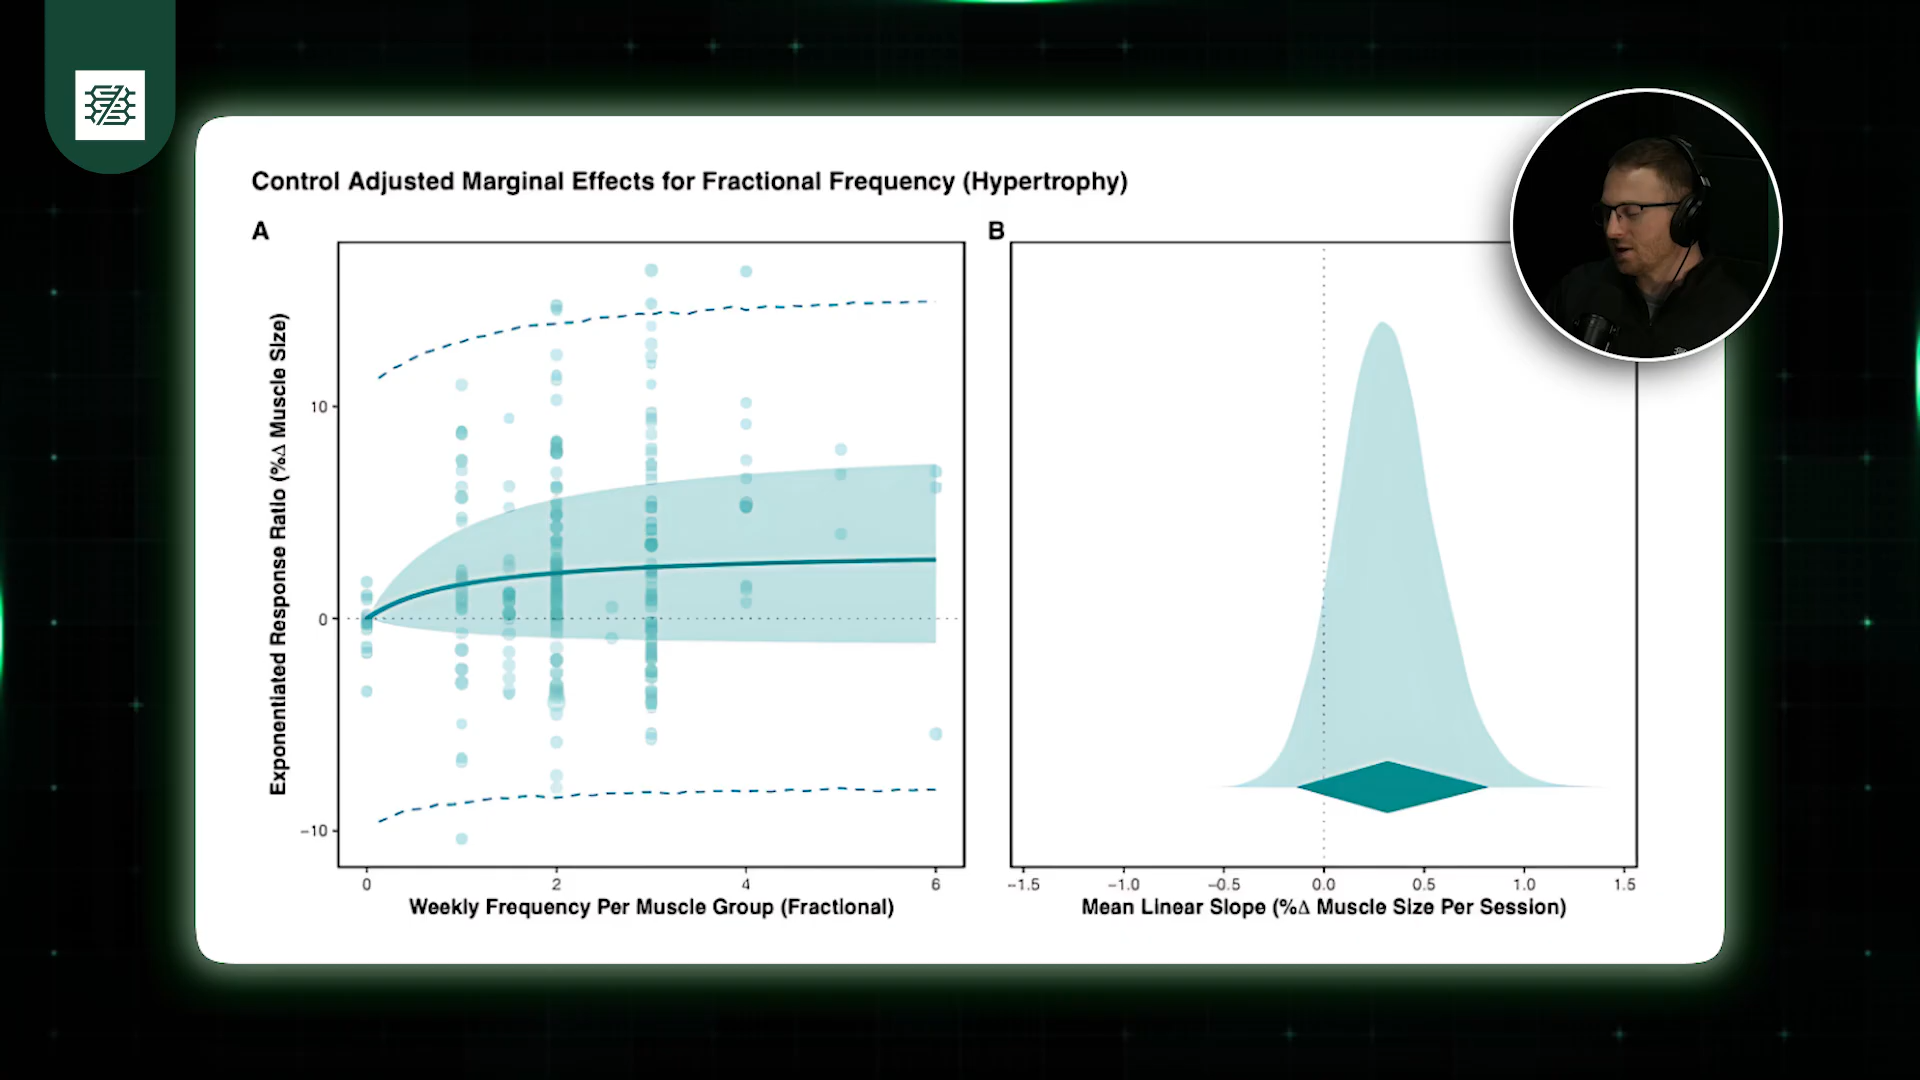 Control Adjusted Marginal Effects for Fractional Frequency (Hypertrophy)
A
B
Exponentiated Response Ratio (%Δ Muscle Size)
10
0
−10
0 2 4 6
Weekly Frequency Per Muscle Group (Fractional)
−1.5 −1.0 −0.5 0.0 0.5 1.0 1.5
Mean Linear Slope (%Δ Muscle Size Per Session)